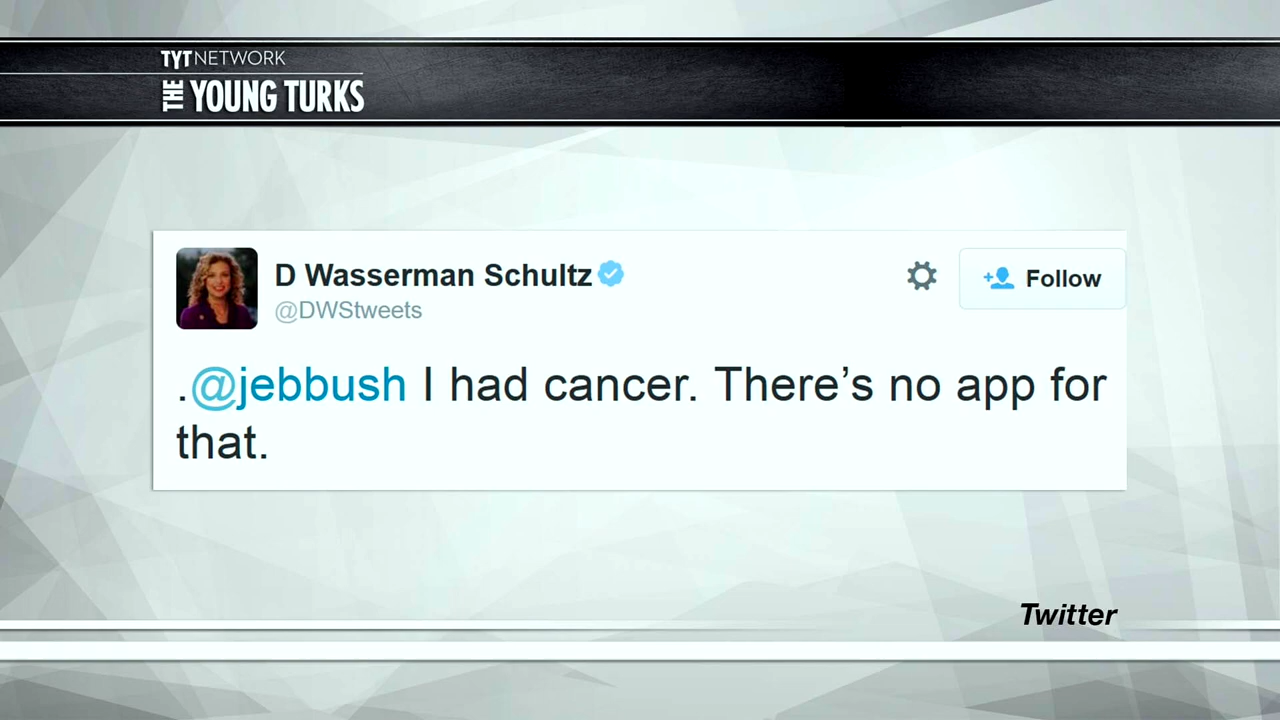 TYT NETWORK
THE YOUNG TURKS
D Wasserman Schultz
@DWStweets
Follow
.@jebbush I had cancer. There’s no app for
that.
Twitter